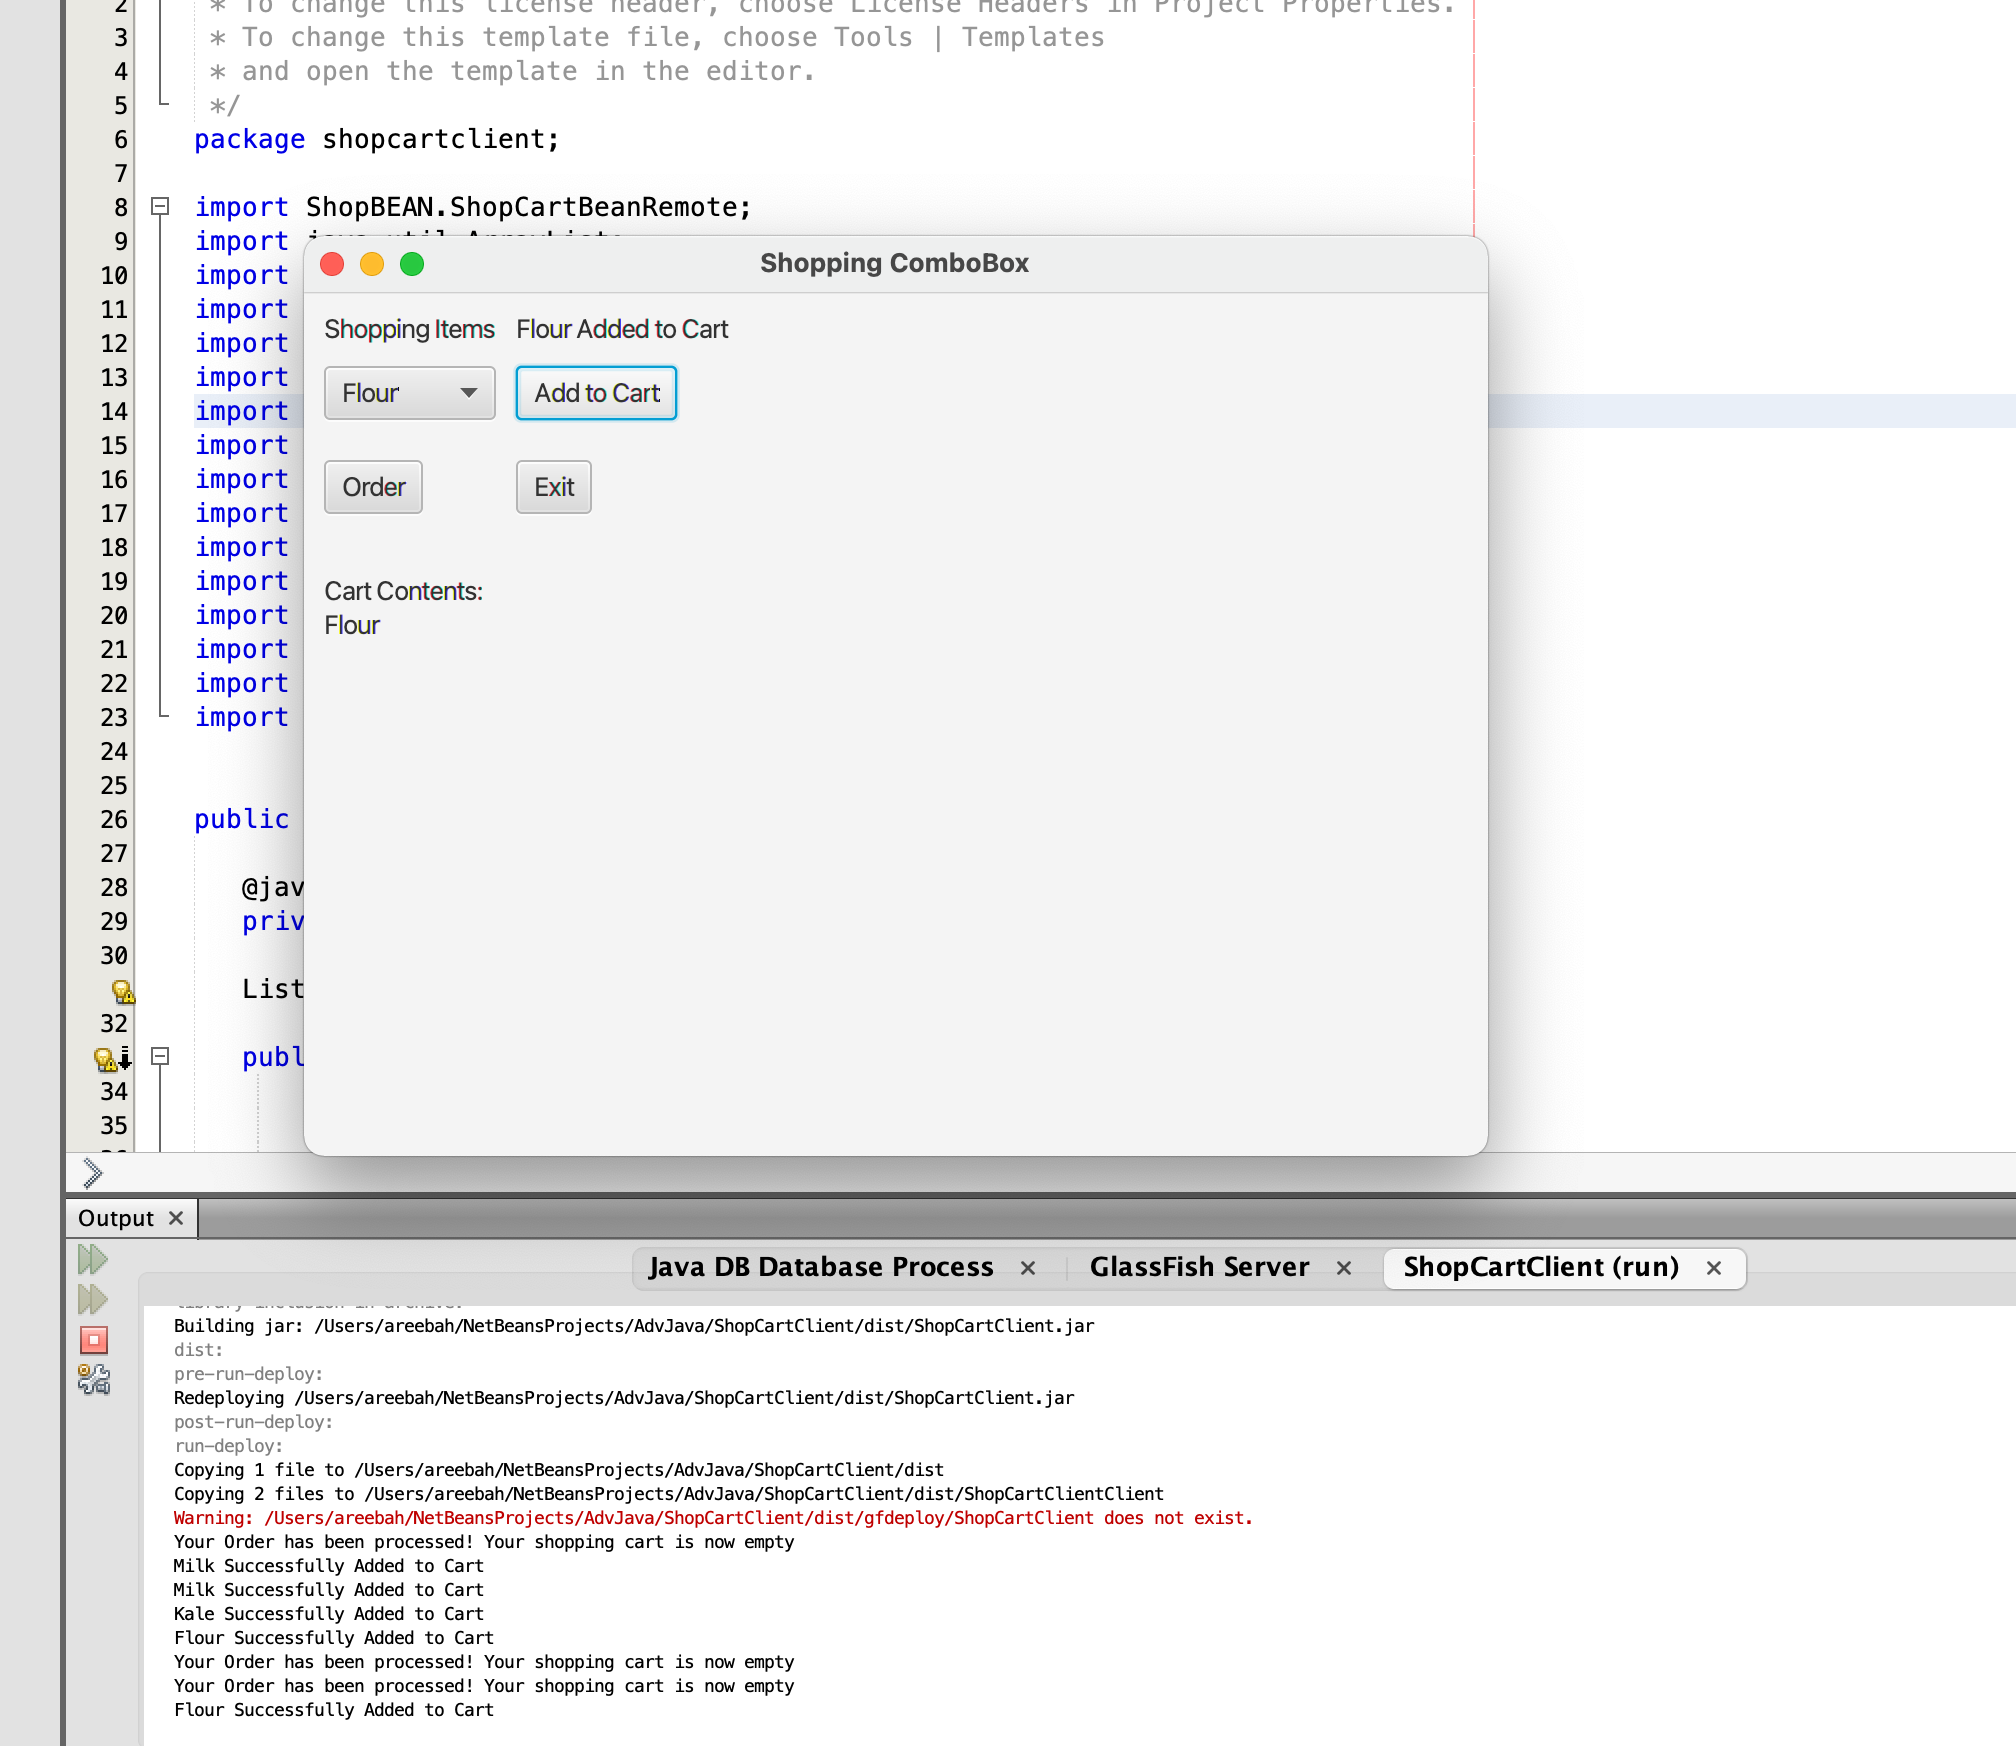 2 * To change this license header, choose License Headers in Project Properties.
3 * To change this template file, choose Tools | Templates
4 * and open the template in the editor.
5 */
6 package shopcartclient;
7
8 import ShopBEAN.ShopCartBeanRemote;
9 import java.util.ArrayLists
10 import
11 import
12 import
13 import
14 import
15 import
16 import
17 import
18 import
19 import
20 import
21 import
22 import
23 import
24
25
26 public
27
28 @jav
29 priv
30
List
32
publ
34
35
Shopping ComboBox
Shopping Items Flour Added to Cart
Flour Add to Cart
Order Exit
Cart Contents:
Flour
Output ×
Java DB Database Process × GlassFish Server × ShopCartClient (run) ×
library inclusion in archive.
Building jar: /Users/areebah/NetBeansProjects/AdvJava/ShopCartClient/dist/ShopCartClient.jar
dist:
pre-run-deploy:
Redeploying /Users/areebah/NetBeansProjects/AdvJava/ShopCartClient/dist/ShopCartClient.jar
post-run-deploy:
run-deploy:
Copying 1 file to /Users/areebah/NetBeansProjects/AdvJava/ShopCartClient/dist
Copying 2 files to /Users/areebah/NetBeansProjects/AdvJava/ShopCartClient/dist/ShopCartClientClient
Warning: /Users/areebah/NetBeansProjects/AdvJava/ShopCartClient/dist/gfdeploy/ShopCartClient does not exist.
Your Order has been processed! Your shopping cart is now empty
Milk Successfully Added to Cart
Milk Successfully Added to Cart
Kale Successfully Added to Cart
Flour Successfully Added to Cart
Your Order has been processed! Your shopping cart is now empty
Your Order has been processed! Your shopping cart is now empty
Flour Successfully Added to Cart